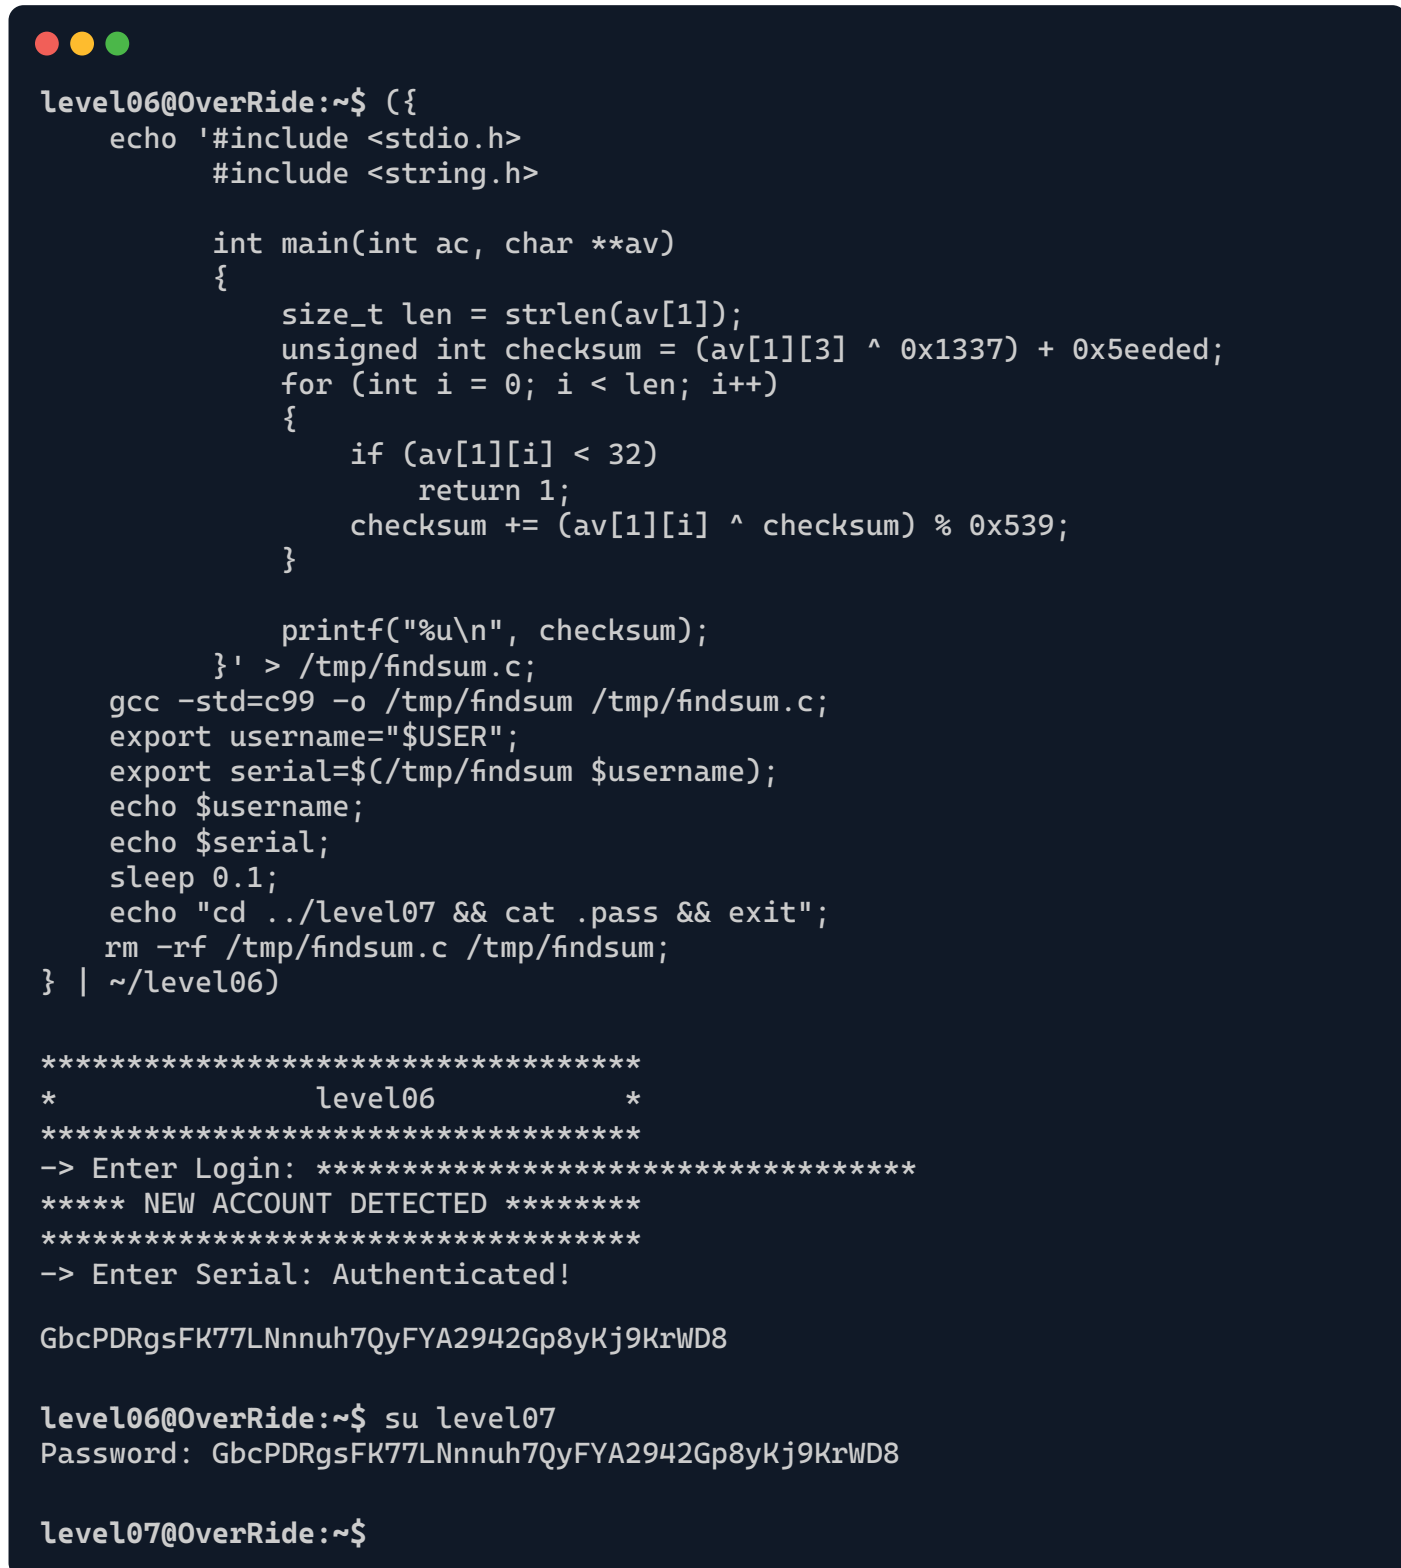 level06@OverRide:~$ ({
    echo '#include <stdio.h>
          #include <string.h>

          int main(int ac, char **av)
          {
              size_t len = strlen(av[1]);
              unsigned int checksum = (av[1][3] ^ 0x1337) + 0x5eeded;
              for (int i = 0; i < len; i++)
              {
                  if (av[1][i] < 32)
                      return 1;
                  checksum += (av[1][i] ^ checksum) % 0x539;
              }

              printf("%u\n", checksum);
          }' > /tmp/findsum.c;
    gcc -std=c99 -o /tmp/findsum /tmp/findsum.c;
    export username="$USER";
    export serial=$(/tmp/findsum $username);
    echo $username;
    echo $serial;
    sleep 0.1;
    echo "cd ../level07 && cat .pass && exit";
    rm -rf /tmp/findsum.c /tmp/findsum;
} | ~/level06)

***********************************
*               level06           *
***********************************
-> Enter Login: ***********************************
***** NEW ACCOUNT DETECTED ********
***********************************
-> Enter Serial: Authenticated!

GbcPDRgsFK77LNnnuh7QyFYA2942Gp8yKj9KrWD8

level06@OverRide:~$ su level07
Password: GbcPDRgsFK77LNnnuh7QyFYA2942Gp8yKj9KrWD8

level07@OverRide:~$